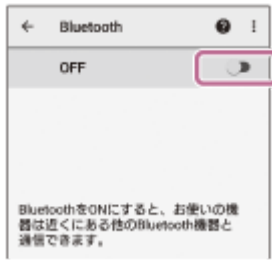 ← Bluetooth
OFF
BluetoothをONにすると、お使いの機
器は近くにある他のBluetooth機器と
通信できます。